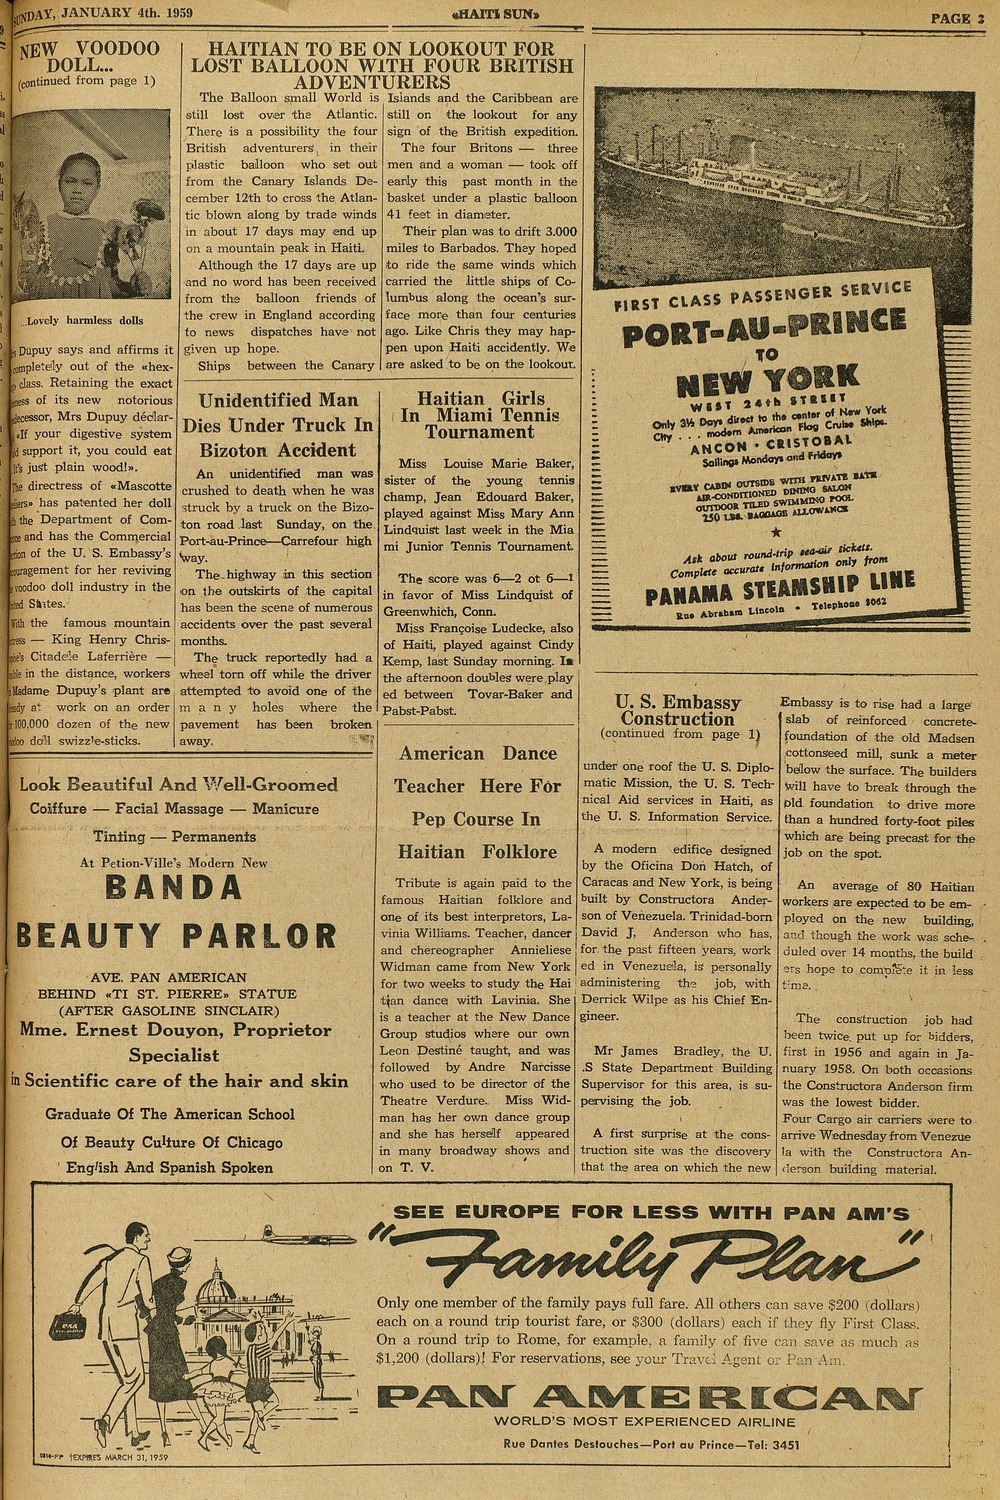 SUNDAY, JANUARY 4th. 1959
«HAITI SUN»
PAGE 3
NEW VOODOO
DOLL...
(continued from page 1)
...Lovely harmless dolls
Dupuy says and affirms it
completely out of the «hex-
class. Retaining the exact
of its new notorious
Mrs Dupuy déclar-
«If your digestive system
support it, you could eat
it's just plain wood!».
The directress of «Mascotte
has patented her doll
the Department of Com-
and has the Commercial
of the U. S. Embassy's
for her reviving
voodoo doll industry in the
States.
With the famous mountain
— King Henry Chris-
Citadelle Laferrière —
in the distance, workers
Madame Dupuy's plant are
at work on an order
100,000 dozen of the new
doll swizzle-sticks.
HAITIAN TO BE ON LOOKOUT FOR
LOST BALLOON WITH FOUR BRITISH
ADVENTURERS
The Balloon small World is
still lost over the Atlantic.
There is a possibility the four
British adventurers, in their
plastic balloon who set out
from the Canary Islands De-
cember 12th to cross the Atlan-
tic blown along by trade winds
in about 17 days may end up
on a mountain peak in Haiti.
Although the 17 days are up
and no word has been received
from the balloon friends of
the crew in England according
to news dispatches have not
given up hope.
Ships between the Canary
Islands and the Caribbean are
still on the lookout for any
sign of the British expedition.
The four Britons — three
men and a woman — took off
early this past month in the
basket under a plastic balloon
41 feet in diameter.
Their plan was to drift 3.000
miles to Barbados. They hoped
to ride the same winds which
carried the little ships of Co-
lumbus along the ocean's sur-
face more than four centuries
ago. Like Chris they may hap-
pen upon Haiti accidently. We
are asked to be on the lookout.
Unidentified Man
Dies Under Truck In
Bizoton Accident
An unidentified man was
crushed to death when he was
struck by a truck on the Bizo-
ton road last Sunday, on the
Port-au-Prince—Carrefour high
way.
The highway in this section
on the outskirts of the capital
has been the scene of numerous
accidents over the past several
months.
The truck reportedly had a
wheel torn off while the driver
attempted to avoid one of the
many holes where the
pavement has been broken
away.
Haitian Girls
In Miami Tennis
Tournament
Miss Louise Marie Baker,
sister of the young tennis
champ, Jean Edouard Baker,
played against Miss Mary Ann
Lindquist last week in the Mia
mi Junior Tennis Tournament.
The score was 6—2 ot 6—1
in favor of Miss Lindquist of
Greenwhich, Conn.
Miss Françoise Ludecke, also
of Haiti, played against Cindy
Kemp, last Sunday morning. In
the afternoon doubles were play
ed between Tovar-Baker and
Pabst-Pabst.
FIRST CLASS PASSENGER SERVICE
PORT-AU-PRINCE
TO
NEW YORK
WEST 24th STREET
Only 3½ Days direct to the center of New York
City . . . modern American Flag Cruise Ships.
ANCON • CRISTOBAL
Sailings Mondays and Fridays
EVERY CABIN OUTSIDE WITH PRIVATE BATH
AIR-CONDITIONED DINING SALON
OUTDOOR TILED SWIMMING POOL
250 LBS. BAGGAGE ALLOWANCE
★
Ask about round-trip sea-air tickets.
Complete accurate information only from
PANAMA STEAMSHIP LINE
Rue Abraham Lincoln • Telephone 3062
Look Beautiful And Well-Groomed
Coiffure — Facial Massage — Manicure
Tinting — Permanents
At Petion-Ville's Modern New
BANDA
BEAUTY PARLOR
AVE. PAN AMERICAN
BEHIND «TI ST. PIERRE» STATUE
(AFTER GASOLINE SINCLAIR)
Mme. Ernest Douyon, Proprietor
Specialist
in Scientific care of the hair and skin
Graduate Of The American School
Of Beauty Culture Of Chicago
English And Spanish Spoken
American Dance
Teacher Here For
Pep Course In
Haitian Folklore
Tribute is again paid to the
famous Haitian folklore and
one of its best interpretors, La-
vinia Williams. Teacher, dancer
and chereographer Annieliese
Widman came from New York
for two weeks to study the Hai
tian dance with Lavinia. She
is a teacher at the New Dance
Group studios where our own
Leon Destiné taught, and was
followed by Andre Narcisse
who used to be director of the
Theatre Verdure. Miss Wid-
man has her own dance group
and she has herself appeared
in many broadway shows and
on T. V.
U. S. Embassy
Construction
(continued from page 1)
under one roof the U. S. Diplo-
matic Mission, the U. S. Tech-
nical Aid services in Haiti, as
the U. S. Information Service.
A modern edifice designed
by the Oficina Don Hatch, of
Caracas and New York, is being
built by Constructora Ander-
son of Venezuela. Trinidad-born
David J. Anderson who has,
for the past fifteen years, work
ed in Venezuela, is personally
administering the job, with
Derrick Wilpe as his Chief En-
gineer.
Mr James Bradley, the U.
.S State Department Building
Supervisor for this area, is su-
pervising the job.
A first surprise at the cons-
truction site was the discovery
that the area on which the new
Embassy is to rise had a large
slab of reinforced concrete-
foundation of the old Madsen
cottonseed mill, sunk a meter
below the surface. The builders
will have to break through the
old foundation to drive more
than a hundred forty-foot piles
which are being precast for the
job on the spot.
An average of 80 Haitian
workers are expected to be em-
ployed on the new building,
and though the work was sche-
duled over 14 months, the build
ers hope to complete it in less
time.
The construction job had
been twice put up for bidders,
first in 1956 and again in Ja-
nuary 1958. On both occasions
the Constructora Anderson firm
was the lowest bidder.
Four Cargo air carriers were to
arrive Wednesday from Venezue
la with the Constructora An-
derson building material.
SEE EUROPE FOR LESS WITH PAN AM'S
"Family Plan"
Only one member of the family pays full fare. All others can save $200 (dollars)
each on a round trip tourist fare, or $300 (dollars) each if they fly First Class.
On a round trip to Rome, for example, a family of five can save as much as
$1,200 (dollars)! For reservations, see your Travel Agent or Pan Am.
PAN AMERICAN
WORLD'S MOST EXPERIENCED AIRLINE
Rue Dantes Destouches—Port au Prince—Tel: 3451
PAN
EXPIRES MARCH 31, 1959